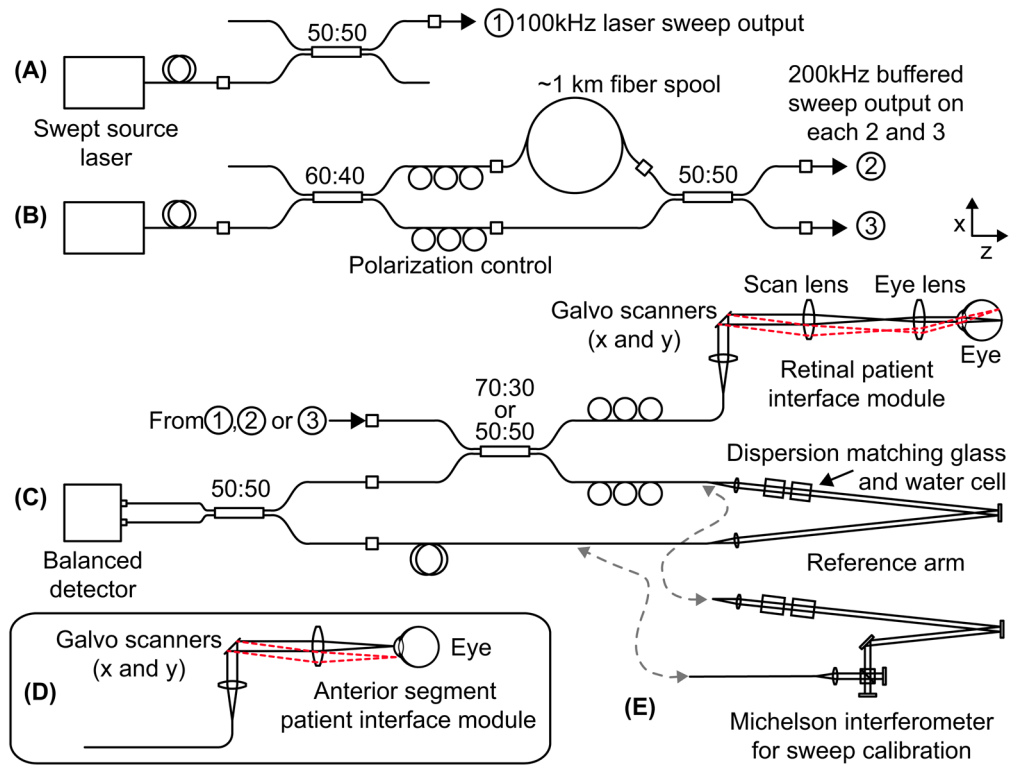 50:50
① 100kHz laser sweep output
(A)
Swept source
laser
~1 km fiber spool
200kHz buffered
sweep output on
each 2 and 3
60:40
50:50
②
(B)
③
Polarization control
x
z
Scan lens
Eye lens
Galvo scanners
(x and y)
Eye
Retinal patient
interface module
70:30
or
50:50
From ①,② or ③
Dispersion matching glass
and water cell
(C)
50:50
Balanced
detector
Reference arm
Galvo scanners
(x and y)
Eye
(D)
Anterior segment
patient interface module
(E)
Michelson interferometer
for sweep calibration